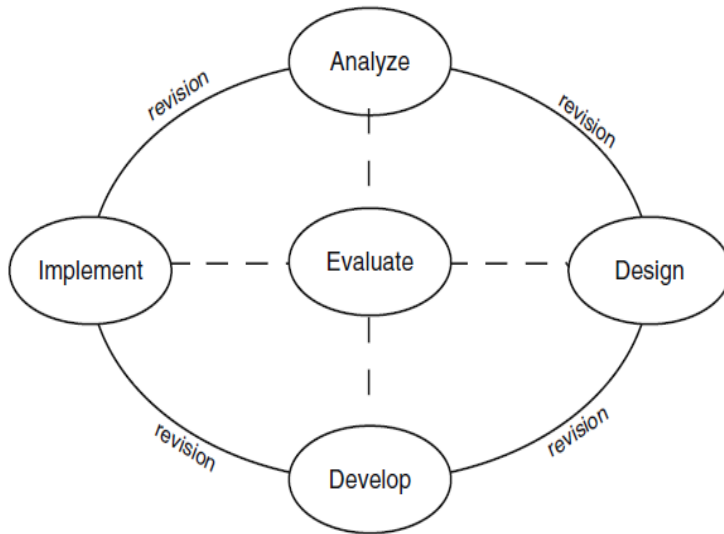 Analyze
revision
revision
Implement
Evaluate
Design
revision
revision
Develop